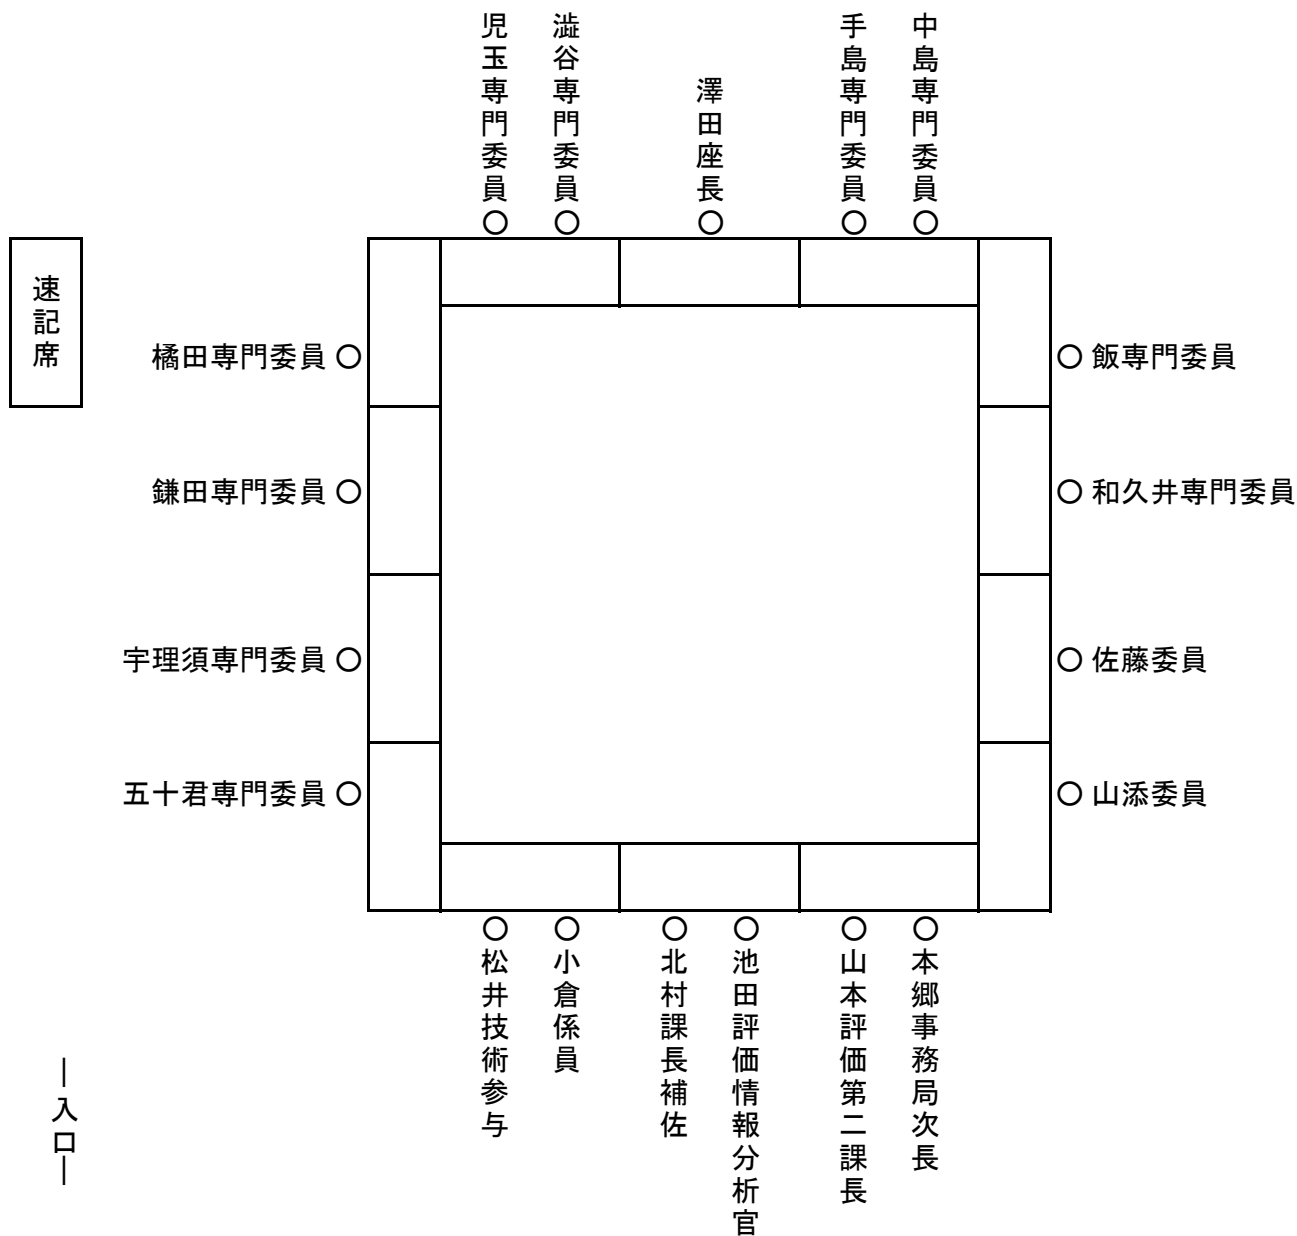 児玉専門委員
澁谷専門委員
澤田座長
手島専門委員
中島専門委員
速記席
橘田専門委員
飯専門委員
鎌田専門委員
和久井専門委員
宇理須専門委員
佐藤委員
五十君専門委員
山添委員
松井技術参与
小倉係員
北村課長補佐
池田評価情報分析官
山本評価第二課長
本郷事務局次長
―入口―